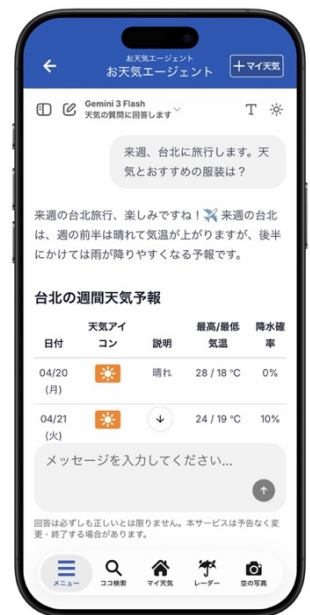 お天気エージェント
お天気エージェント
マイ天気
Gemini 3 Flash
天気の質問に回答します
T
来週、台北に旅行します。天
気とおすすめの服装は？
来週の台北旅行、楽しみですね！✈️ 来週の台北
は、週の前半は晴れて気温が上がりますが、後半
にかけては雨が降りやすくなる予報です。
台北の週間天気予報
日付 天気アイコン 説明 最高/最低気温 降水確率
04/20（月） 晴れ 28 / 18 °C 0%
04/21（火） 24 / 19 °C 10%
メッセージを入力してください...
回答は必ずしも正しいとは限りません。本サービスは予告なく変
更・終了する場合があります。
メニュー ココ検索 マイ天気 レーダー 空の写真